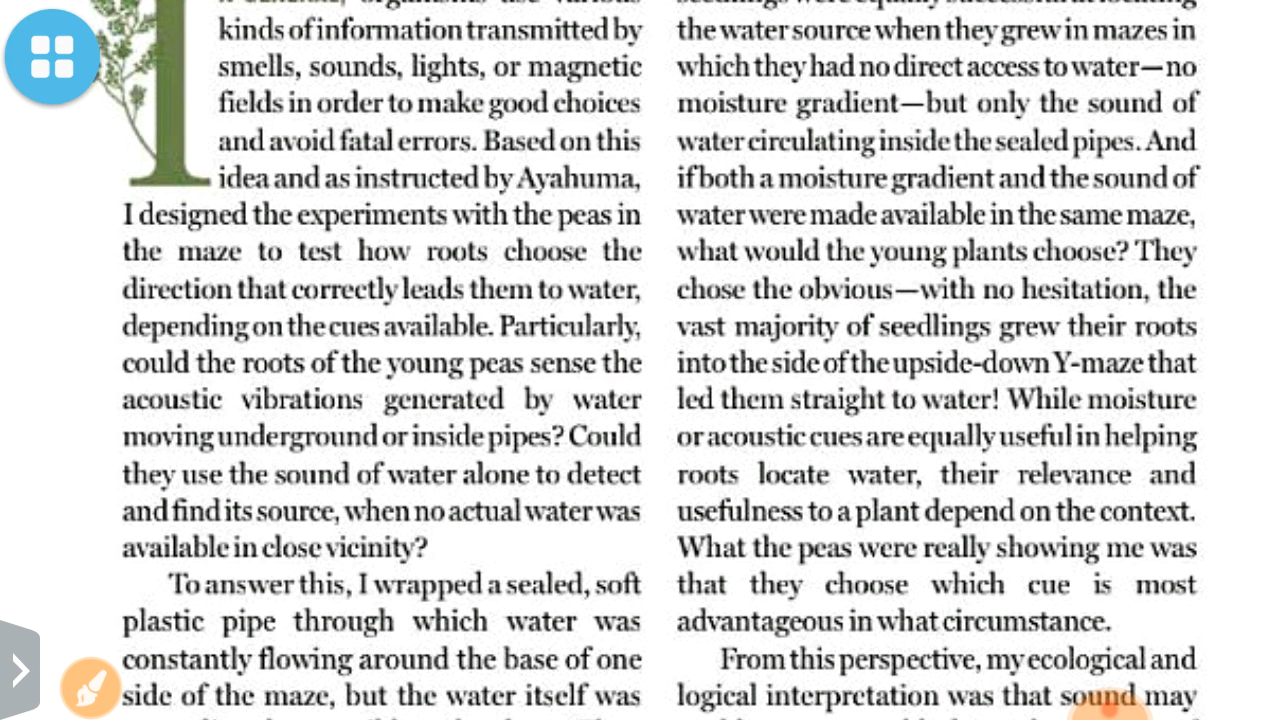 I
kinds of information transmitted by
smells, sounds, lights, or magnetic
fields in order to make good choices
and avoid fatal errors. Based on this
idea and as instructed by Ayahuma,
I designed the experiments with the peas in
the maze to test how roots choose the
direction that correctly leads them to water,
depending on the cues available. Particularly,
could the roots of the young peas sense the
acoustic vibrations generated by water
moving underground or inside pipes? Could
they use the sound of water alone to detect
and find its source, when no actual water was
available in close vicinity?
To answer this, I wrapped a sealed, soft
plastic pipe through which water was
constantly flowing around the base of one
side of the maze, but the water itself was
the water source when they grew in mazes in
which they had no direct access to water—no
moisture gradient—but only the sound of
water circulating inside the sealed pipes. And
if both a moisture gradient and the sound of
water were made available in the same maze,
what would the young plants choose? They
chose the obvious—with no hesitation, the
vast majority of seedlings grew their roots
into the side of the upside-down Y-maze that
led them straight to water! While moisture
or acoustic cues are equally useful in helping
roots locate water, their relevance and
usefulness to a plant depend on the context.
What the peas were really showing me was
that they choose which cue is most
advantageous in what circumstance.
From this perspective, my ecological and
logical interpretation was that sound may